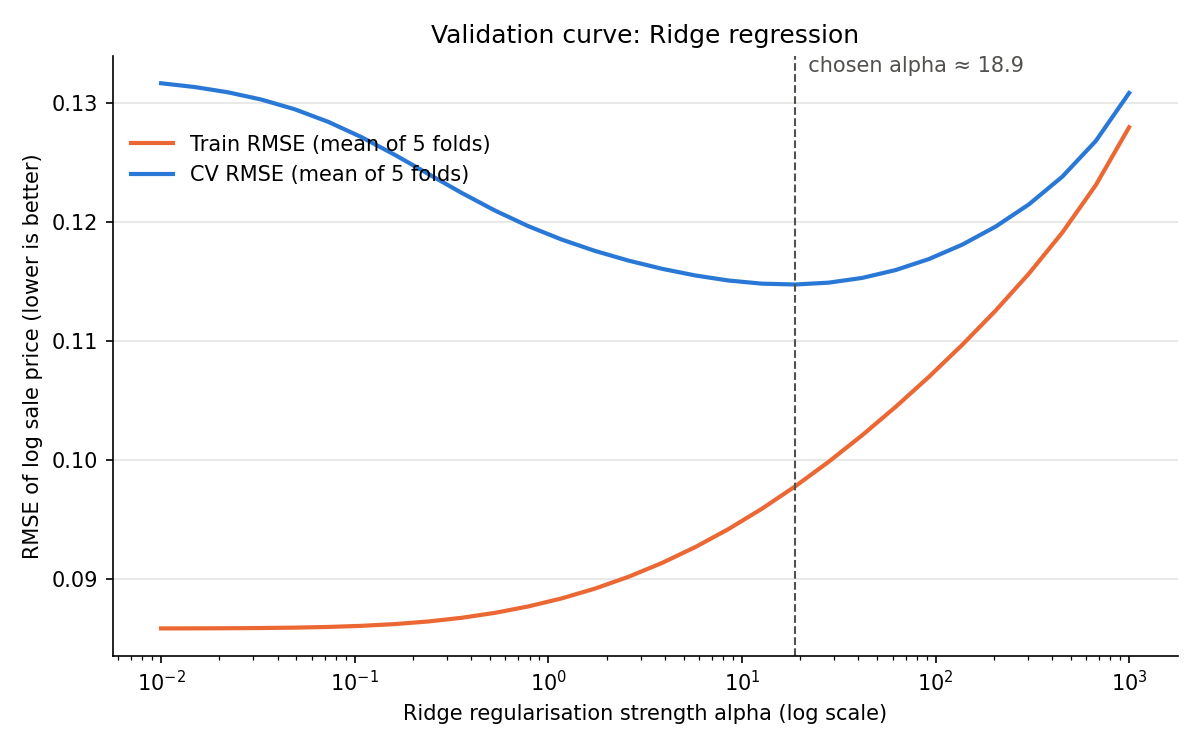 Validation curve: Ridge regression
chosen alpha ≈ 18.9
RMSE of log sale price (lower is better)
0.13
0.12
0.11
0.10
0.09
Train RMSE (mean of 5 folds)
CV RMSE (mean of 5 folds)
10⁻² 10⁻¹ 10⁰ 10¹ 10² 10³
Ridge regularisation strength alpha (log scale)